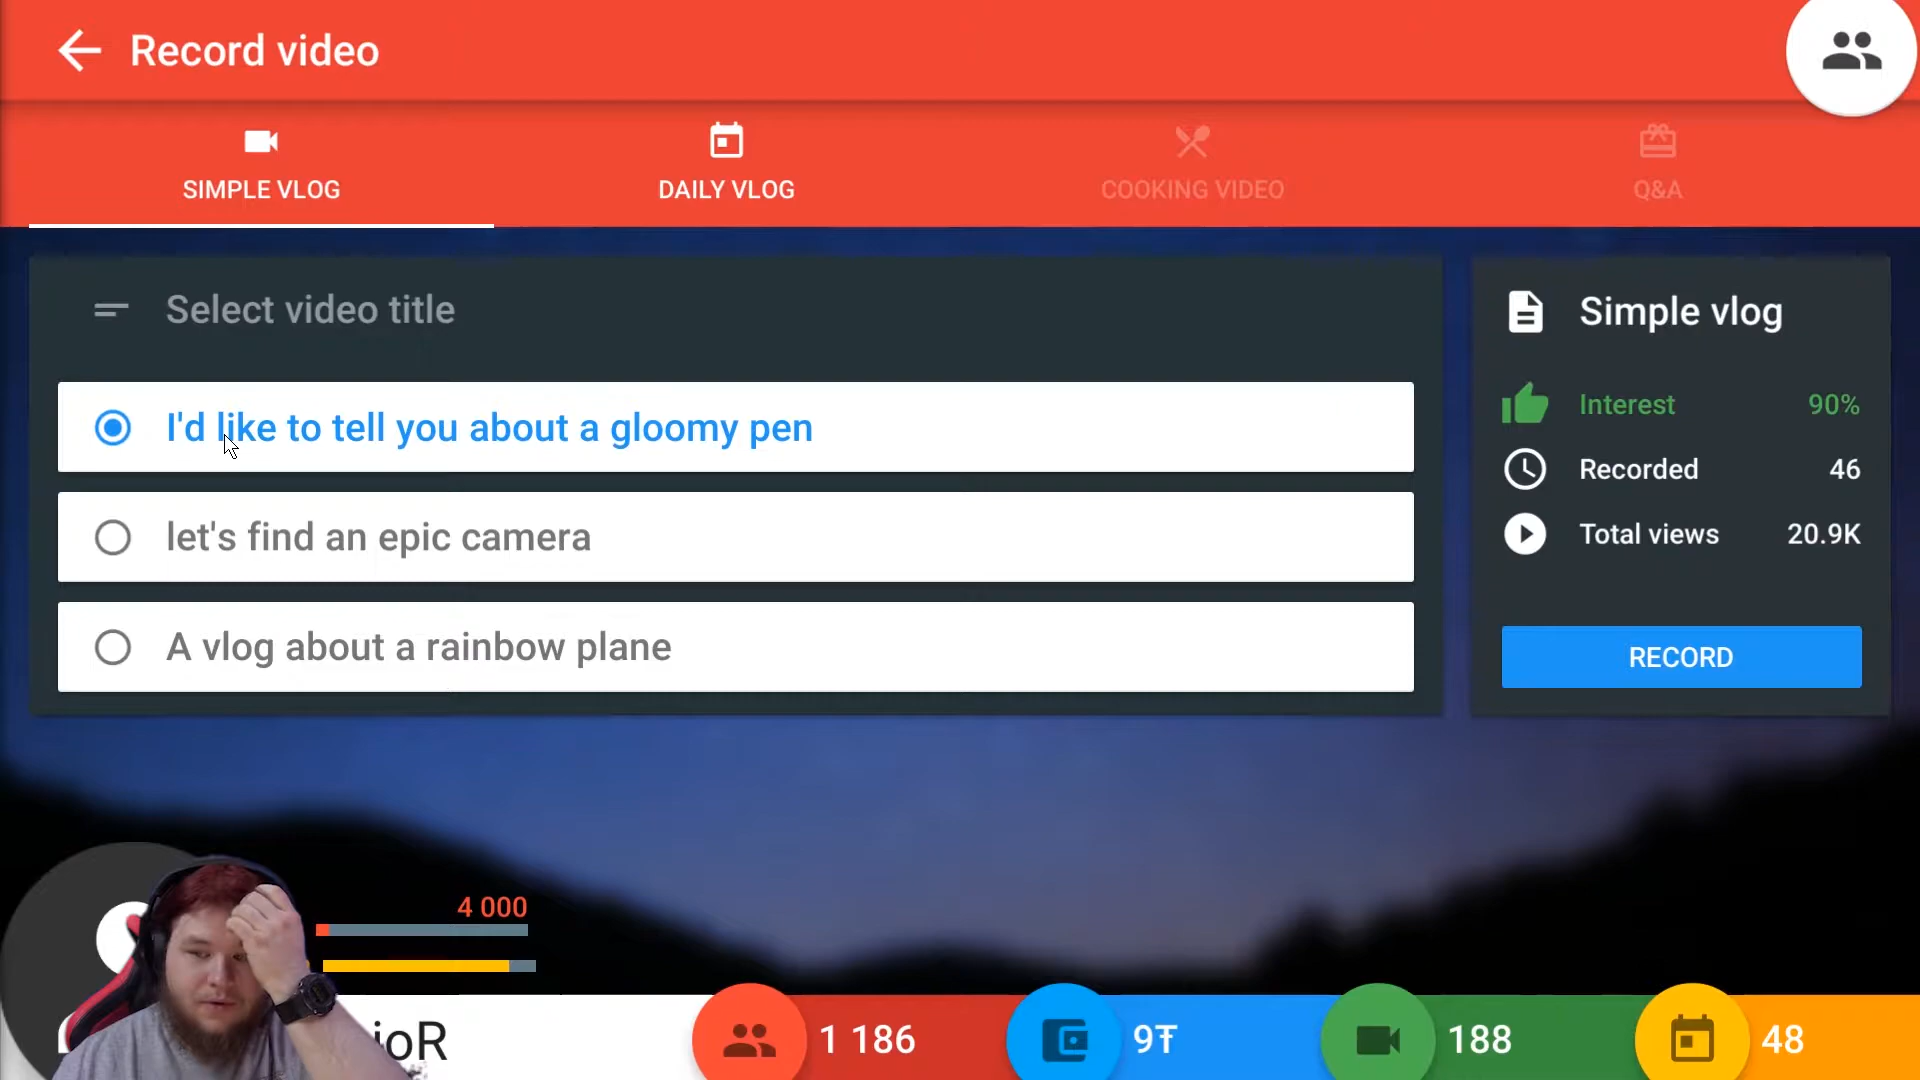 Record video
SIMPLE VLOG
DAILY VLOG
COOKING VIDEO
Q&A
Select video title
I'd like to tell you about a gloomy pen
let's find an epic camera
A vlog about a rainbow plane
Simple vlog
Interest 90%
Recorded 46
Total views 20.9K
RECORD
4 000
ioR
1 186
9Ŧ
188
48